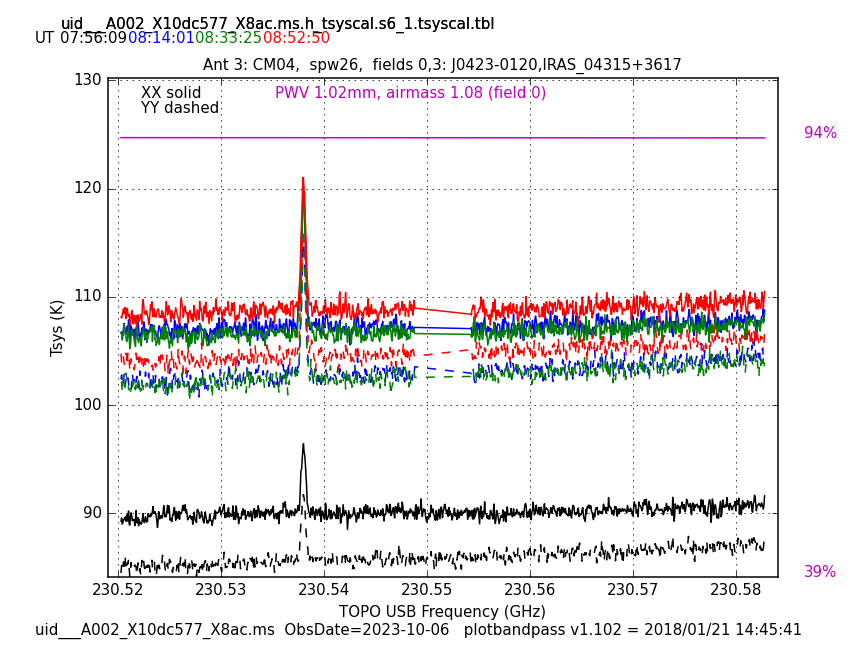 uid___A002_X10dc577_X8ac.ms.h_tsyscal.s6_1.tsyscal.tbl
UT 07:56:09 08:14:01 08:33:25 08:52:50
Ant 3: CM04,  spw26,  fields 0,3: J0423-0120,IRAS_04315+3617
130
XX solid PWV 1.02mm, airmass 1.08 (field 0)
YY dashed
94%
120
110
Tsys (K)
100
90
39%
230.52 230.53 230.54 230.55 230.56 230.57 230.58
TOPO USB Frequency (GHz)
uid___A002_X10dc577_X8ac.ms  ObsDate=2023-10-06   plotbandpass v1.102 = 2018/01/21 14:45:41